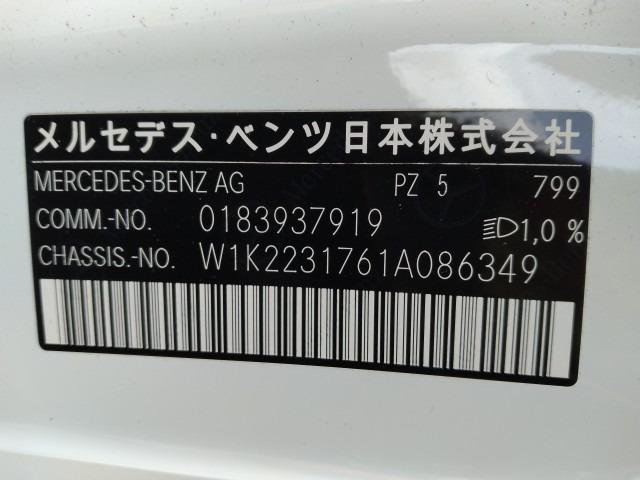 メルセデス・ベンツ日本株式会社
MERCEDES-BENZ AG PZ 5 799
COMM.-NO. 0183937919 1,0 %
CHASSIS.-NO. W1K2231761A086349